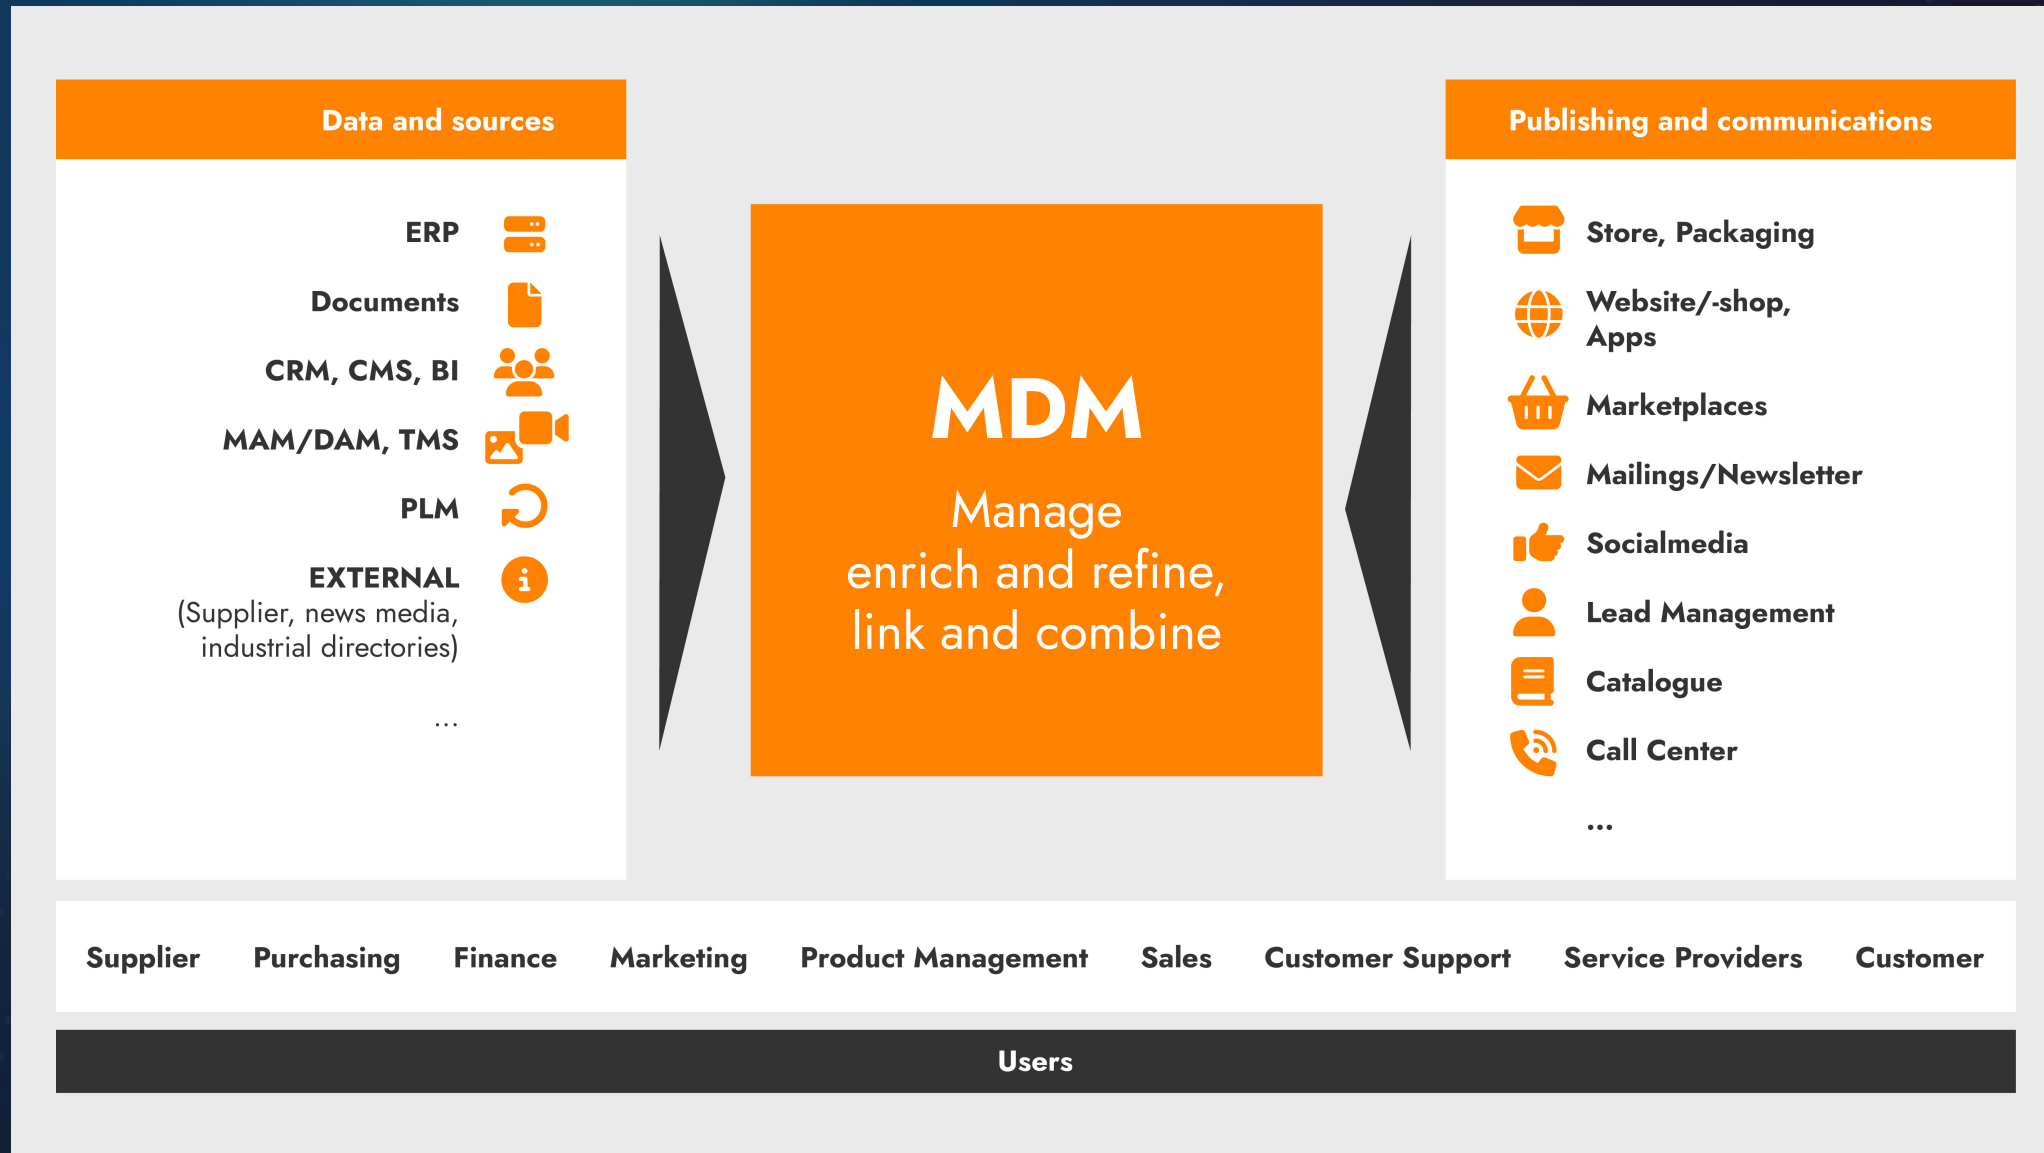 Data and sources
ERP
Documents
CRM, CMS, BI
MAM/DAM, TMS
PLM
EXTERNAL
(Supplier, news media,
industrial directories)
...
MDM
Manage
enrich and refine,
link and combine
Publishing and communications
Store, Packaging
Website/-shop,
Apps
Marketplaces
Mailings/Newsletter
Socialmedia
Lead Management
Catalogue
Call Center
...
Supplier Purchasing Finance Marketing Product Management Sales Customer Support Service Providers Customer
Users